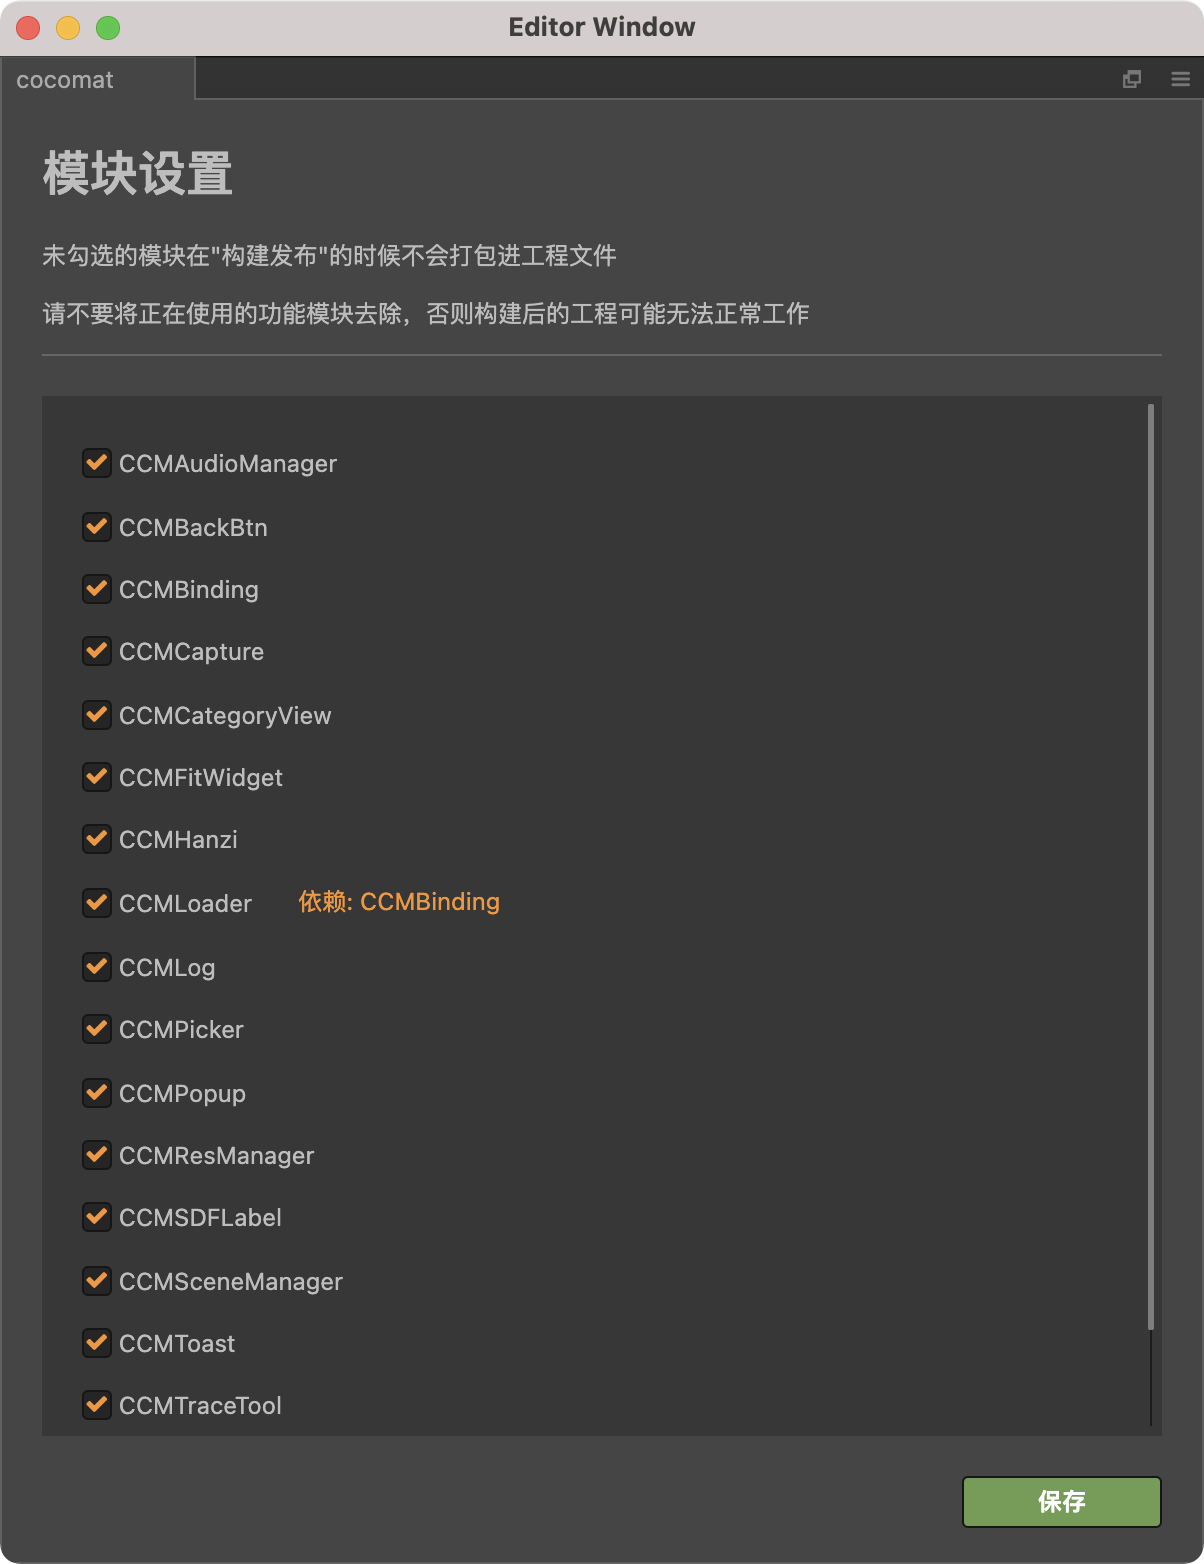 Editor Window
cocomat
模块设置
未勾选的模块在"构建发布"的时候不会打包进工程文件
请不要将正在使用的功能模块去除，否则构建后的工程可能无法正常工作
CCMAudioManager
CCMBackBtn
CCMBinding
CCMCapture
CCMCategoryView
CCMFitWidget
CCMHanzi
CCMLoader 依赖: CCMBinding
CCMLog
CCMPicker
CCMPopup
CCMResManager
CCMSDFLabel
CCMSceneManager
CCMToast
CCMTraceTool
保存